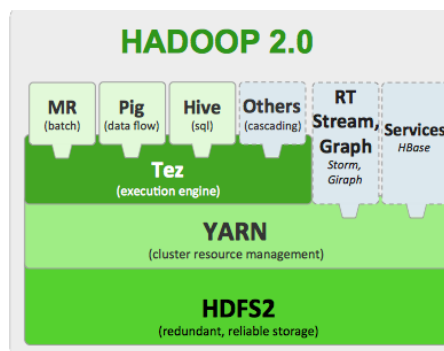 HADOOP 2.0
MR
(batch)
Pig
(data flow)
Hive
(sql)
Others
(cascading)
RT
Stream,
Graph
Storm,
Giraph
Services
HBase
Tez
(execution engine)
YARN
(cluster resource management)
HDFS2
(redundant, reliable storage)